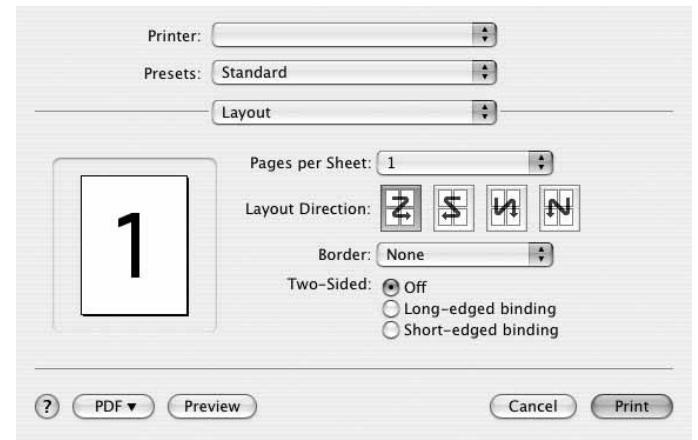 Printer:
Presets: Standard
Layout
Pages per Sheet: 1
Layout Direction:
Border: None
Two-Sided: Off
Long-edged binding
Short-edged binding
1
? PDF▼ Preview Cancel Print